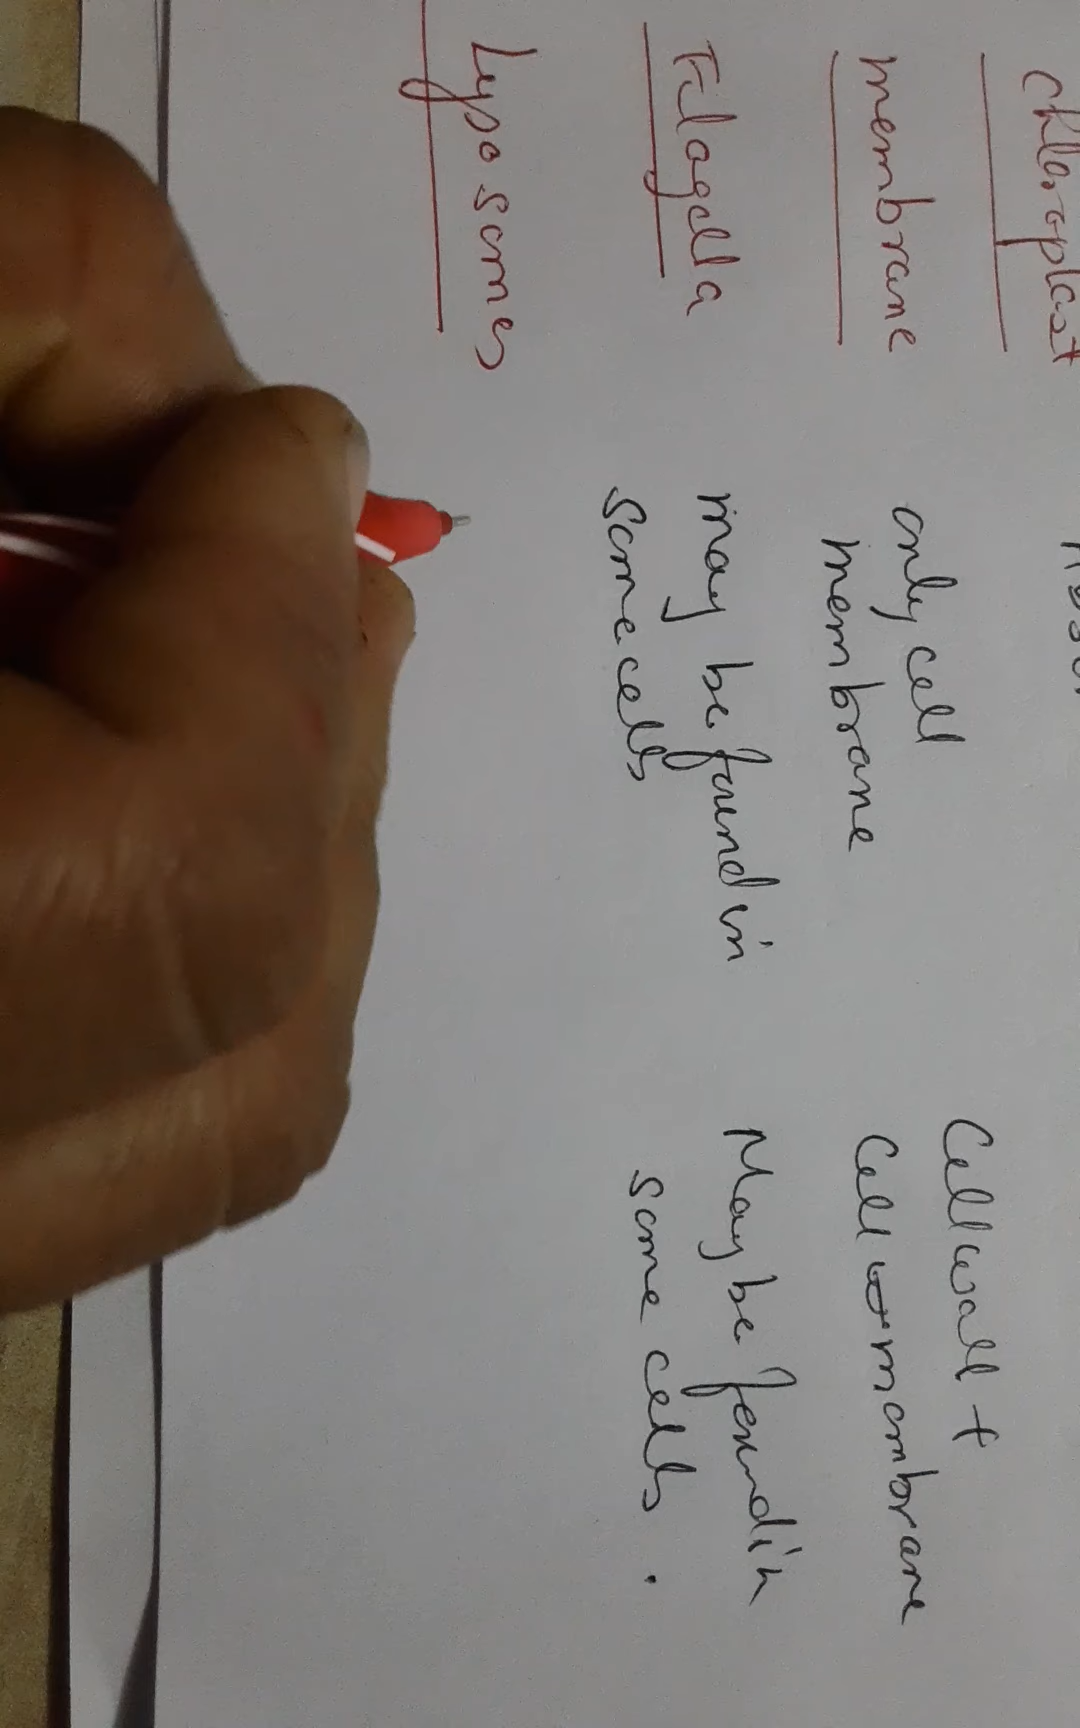 Chloroplast
membrane
only cell
membrane
Cell wall +
Cell membrane
Flagella
may be found in
some cells
May be found in
some cells.
Lyposomes